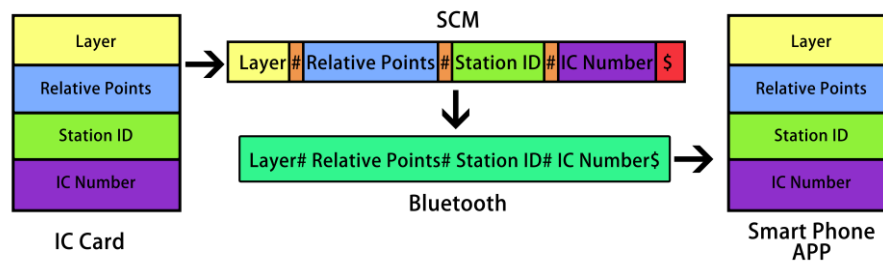 Layer
Relative Points
Station ID
IC Number
IC Card
SCM
Layer # Relative Points # Station ID # IC Number $
Layer# Relative Points# Station ID# IC Number$
Bluetooth
Layer
Relative Points
Station ID
IC Number
Smart Phone
APP